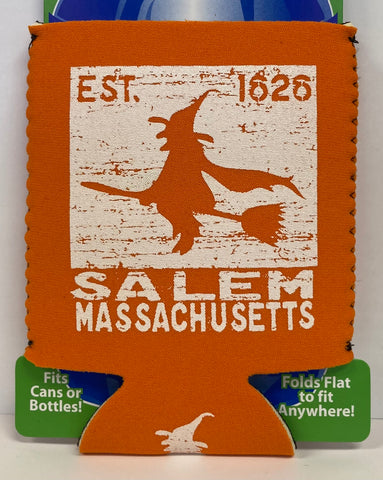 EST. 1626
SALEM
MASSACHUSETTS
Fits
Cans or
Bottles!
Folds Flat
to fit
Anywhere!